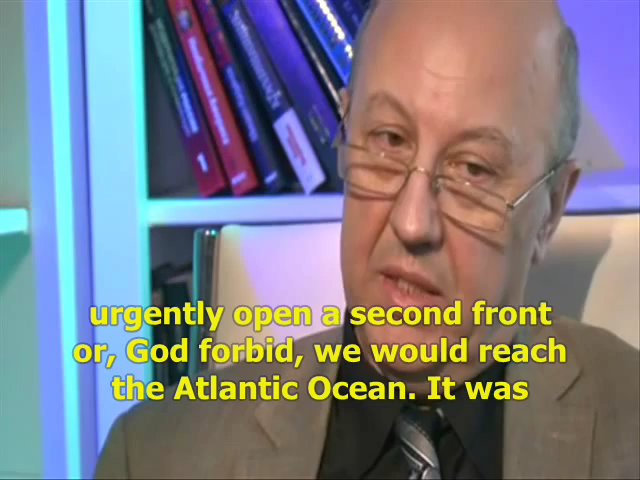 urgently open a second front
or, God forbid, we would reach
the Atlantic Ocean. It was